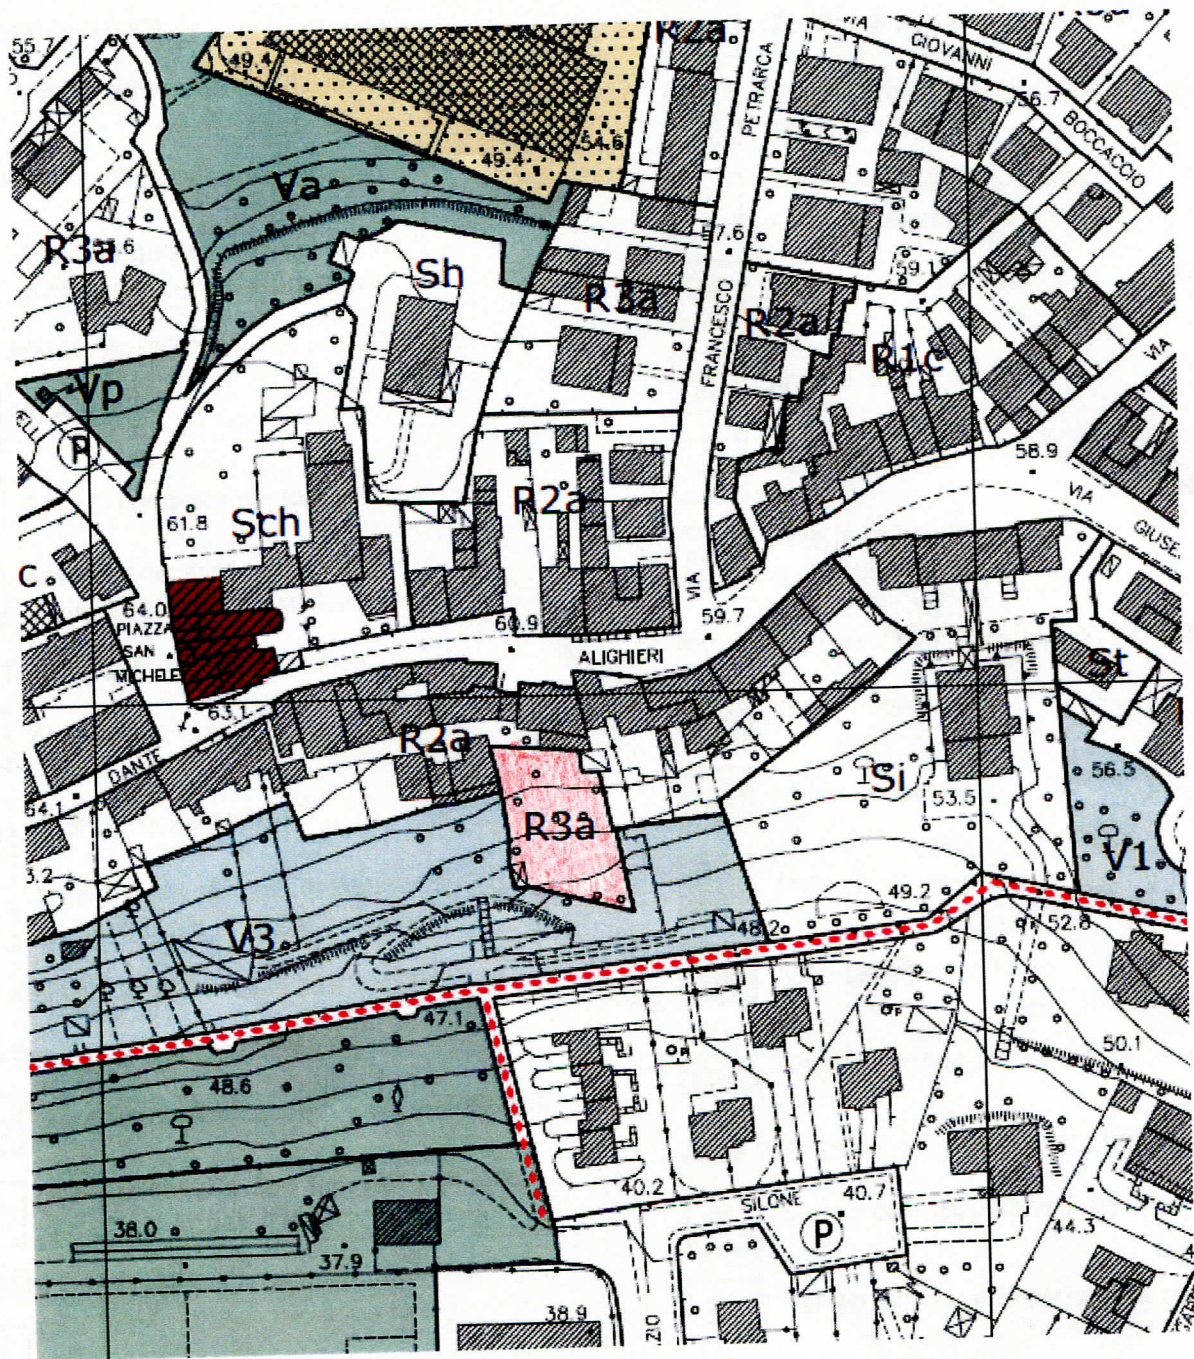 55.7
49.4
R2a
VIA
GIOVANNI
56.7
BOCCACCIO
PETRARCA
49.4
54.6
Va
R3a
Sh
57.6
59.1
R3a
FRANCESCO
R2a
R1c
VIA
Vp
P
58.9
VIA
61.8
Sch
R2a
C
64.0
PIAZZA
SAN
MICHELE
60.9
VIA
59.7
ALIGHIERI
St
63.1
R2a
DANTE
Si
56.5
64.1
53.5
R3a
V1
3.2
49.2
V3
48.2
52.8
47.1
50.1
48.6
40.2
SILONE
40.7
P
44.3
38.0
37.9
38.9
ZIO